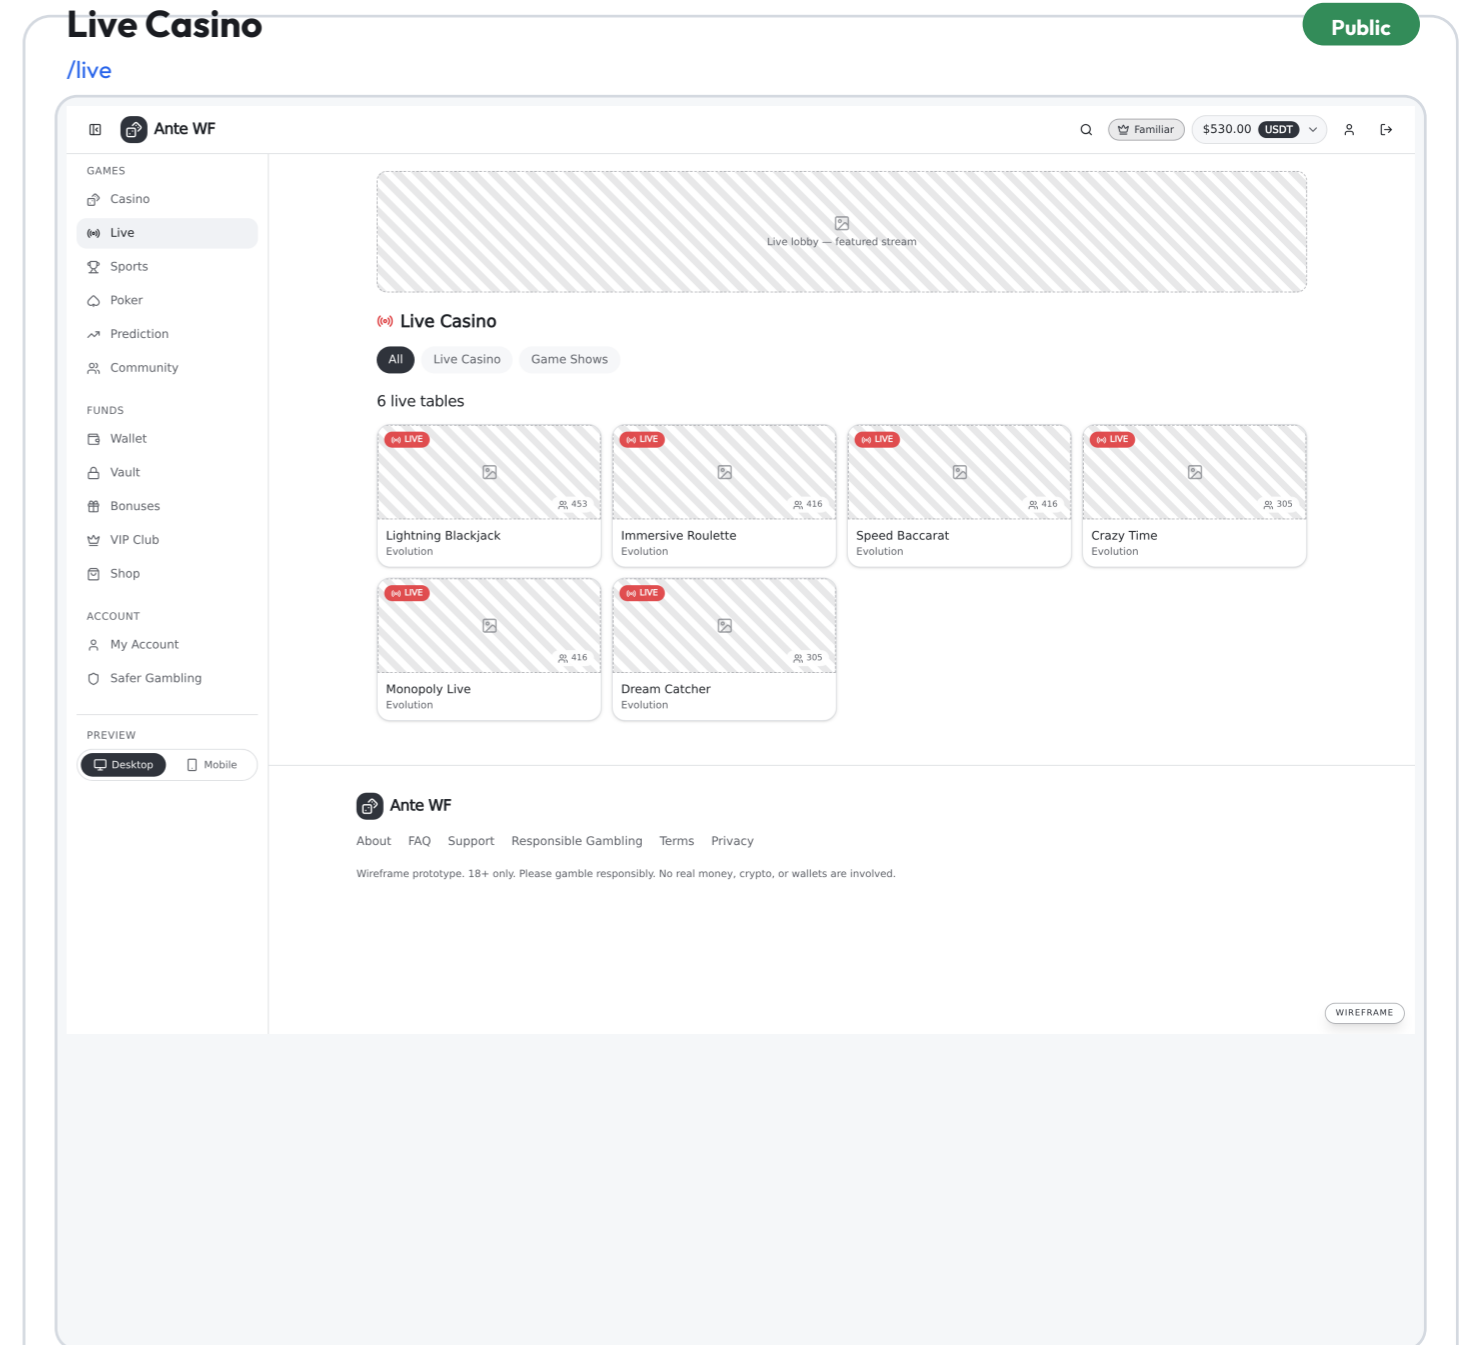 Live Casino
Public
/live
Ante WF
Familiar
$530.00 USDT
GAMES
Casino
Live
Sports
Poker
Prediction
Community
FUNDS
Wallet
Vault
Bonuses
VIP Club
Shop
ACCOUNT
My Account
Safer Gambling
PREVIEW
Desktop
Mobile
Live lobby — featured stream
Live Casino
All
Live Casino
Game Shows
6 live tables
LIVE
453
Lightning Blackjack
Evolution
LIVE
416
Immersive Roulette
Evolution
LIVE
416
Speed Baccarat
Evolution
LIVE
305
Crazy Time
Evolution
LIVE
416
Monopoly Live
Evolution
LIVE
305
Dream Catcher
Evolution
Ante WF
About FAQ Support Responsible Gambling Terms Privacy
Wireframe prototype. 18+ only. Please gamble responsibly. No real money, crypto, or wallets are involved.
WIREFRAME